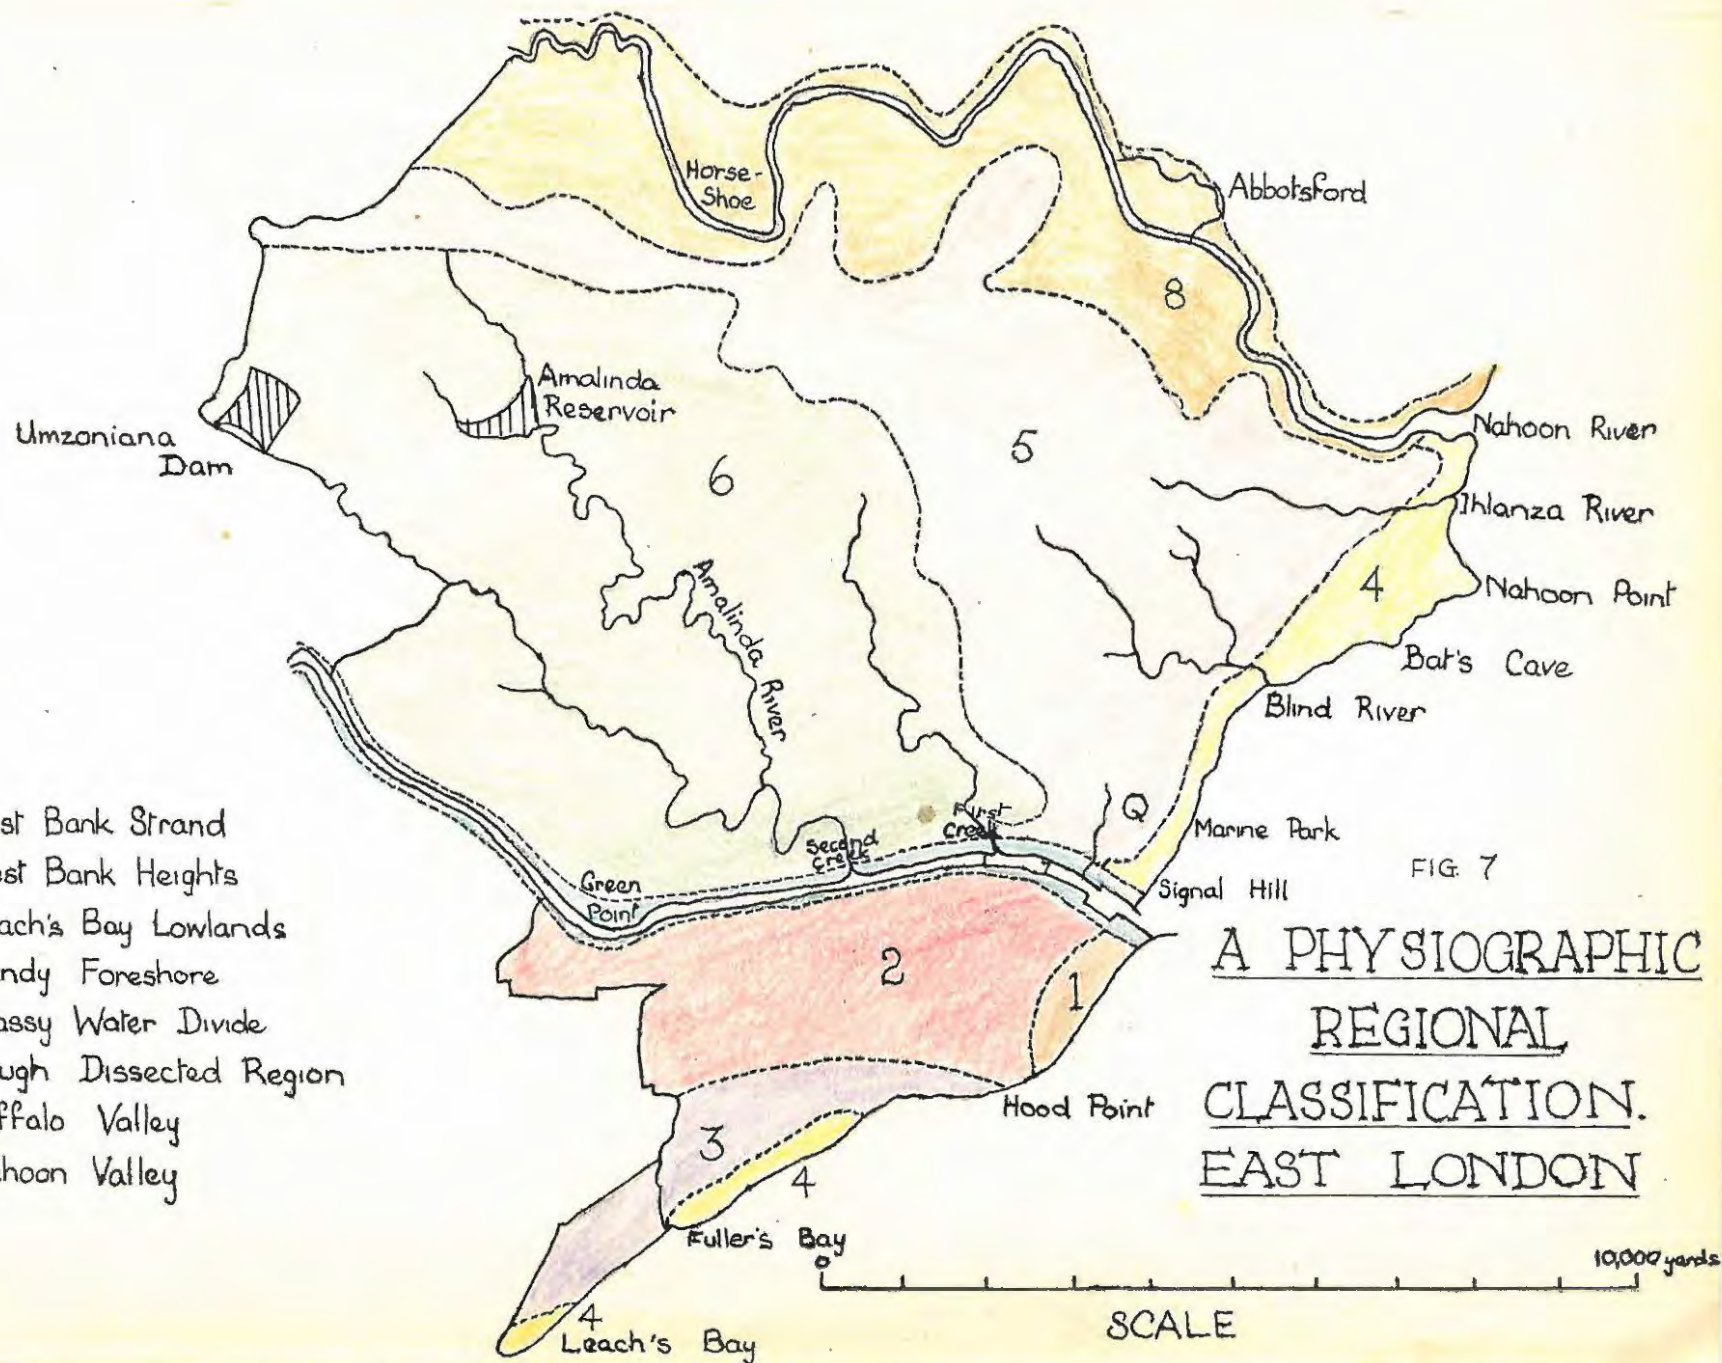 Horse-
Shoe
Abbotsford
8
Amalinda
Reservoir
Umzoniana
Dam
6
5
Nahoon River
Ihlanza River
4
Nahoon Point
Amalinda River
Bat's Cave
Blind River
Q
First
Creek
Marine Park
Second
Creek
Green
Point
Signal Hill
FIG. 7
st Bank Strand
est Bank Heights
ach's Bay Lowlands
ndy Foreshore
assy Water Divide
ugh Dissected Region
ffalo Valley
hoon Valley
2
1
A PHYSIOGRAPHIC
REGIONAL
CLASSIFICATION.
EAST LONDON
Hood Point
3
4
Fuller's Bay
4
Leach's Bay
0
10,000 yards
SCALE